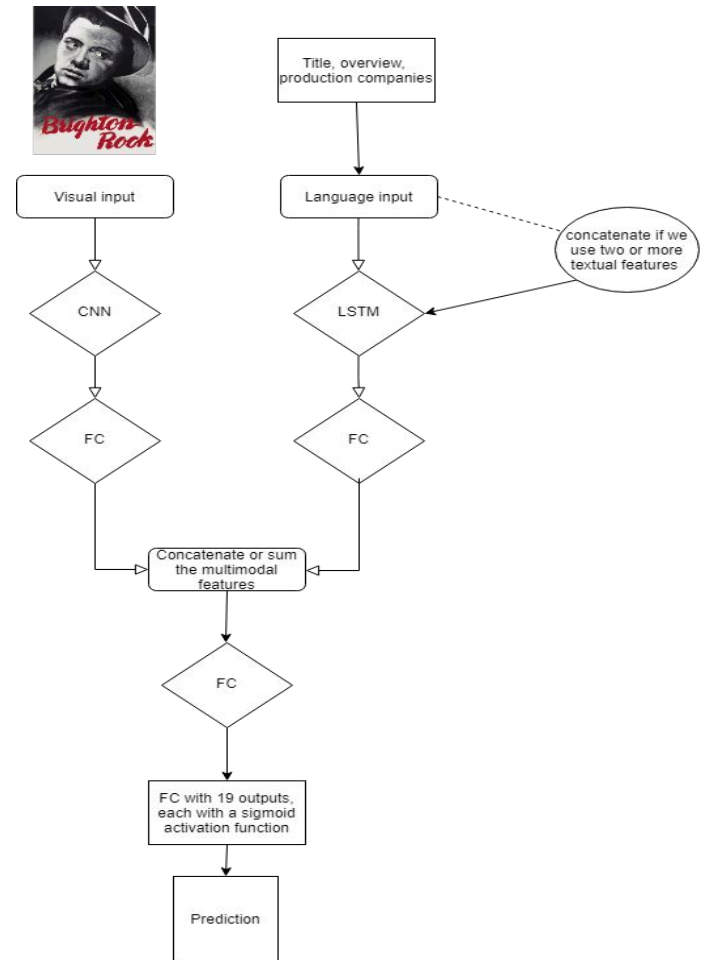 Brighton
Rock
Title, overview,
production companies
Visual input
Language input
concatenate if we
use two or more
textual features
CNN
LSTM
FC
FC
Concatenate or sum
the multimodal
features
FC
FC with 19 outputs,
each with a sigmoid
activation function
Prediction